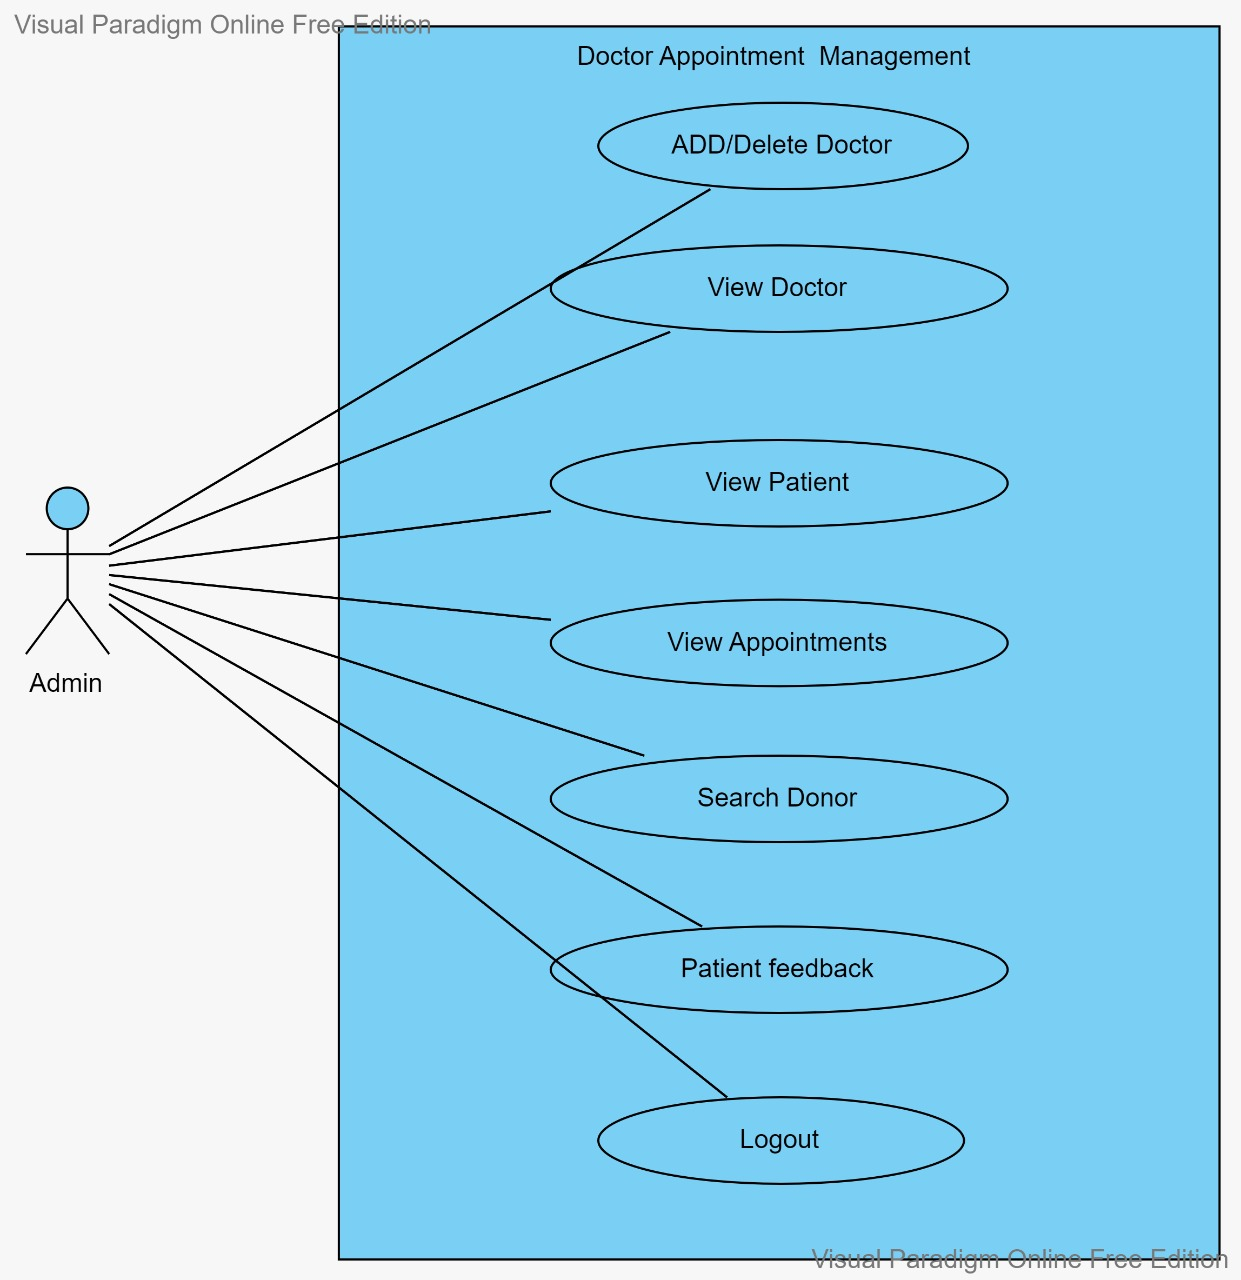 Visual Paradigm Online Free Edition
Doctor Appointment  Management
ADD/Delete Doctor
View Doctor
View Patient
View Appointments
Admin
Search Donor
Patient feedback
Logout
Visual Paradigm Online Free Edition